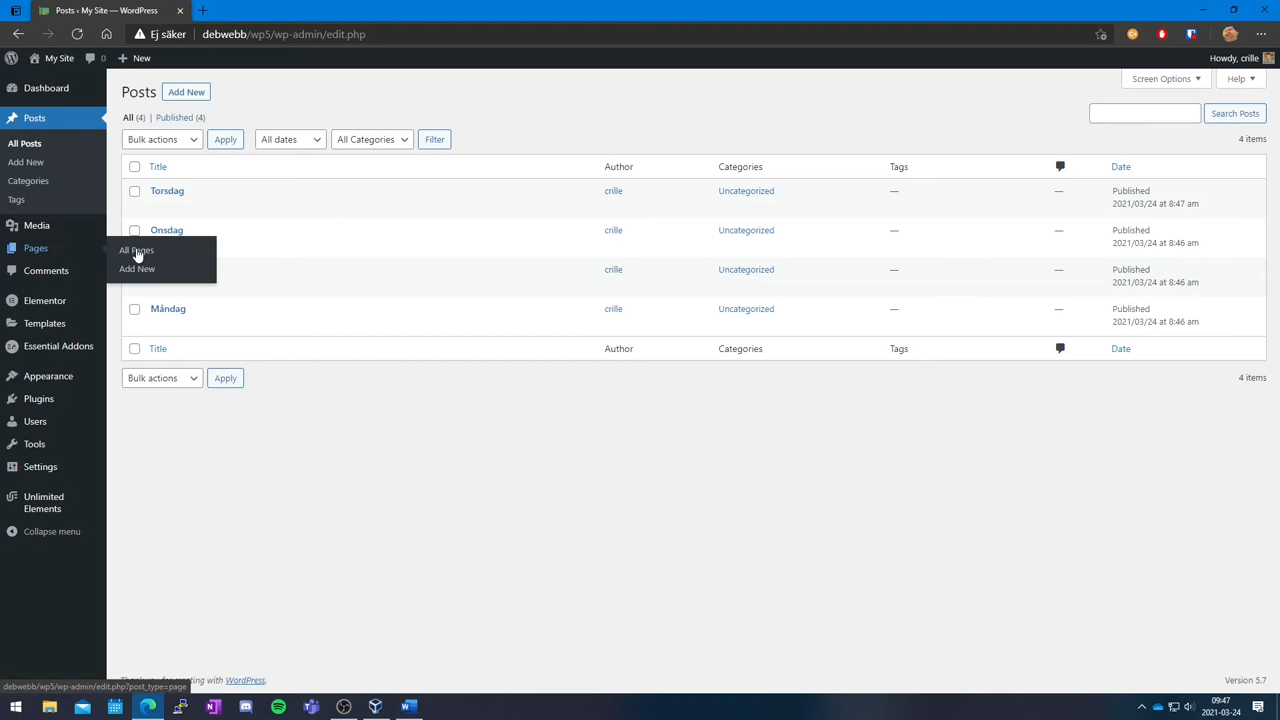 Posts ‹ My Site — WordPress
Ej säker
debwebb/wp5/wp-admin/edit.php
My Site
0
New
Howdy, crille
Dashboard
Posts
All Posts
Add New
Categories
Tags
Media
Pages
All Pages
Add New
Comments
Elementor
Templates
Essential Addons
Appearance
Plugins
Users
Tools
Settings
Unlimited
Elements
Collapse menu
Screen Options
Help
Posts
Add New
All (4) | Published (4)
Search Posts
Bulk actions
Apply
All dates
All Categories
Filter
4 items
Title
Author
Categories
Tags
Date
Torsdag
crille
Uncategorized
—
—
Published
2021/03/24 at 8:47 am
Onsdag
crille
Uncategorized
—
—
Published
2021/03/24 at 8:46 am
crille
Uncategorized
—
—
Published
2021/03/24 at 8:46 am
Måndag
crille
Uncategorized
—
—
Published
2021/03/24 at 8:46 am
Title
Author
Categories
Tags
Date
Bulk actions
Apply
4 items
creating with WordPress.
Version 5.7
debwebb/wp5/wp-admin/edit.php?post_type=page
09:47
2021-03-24